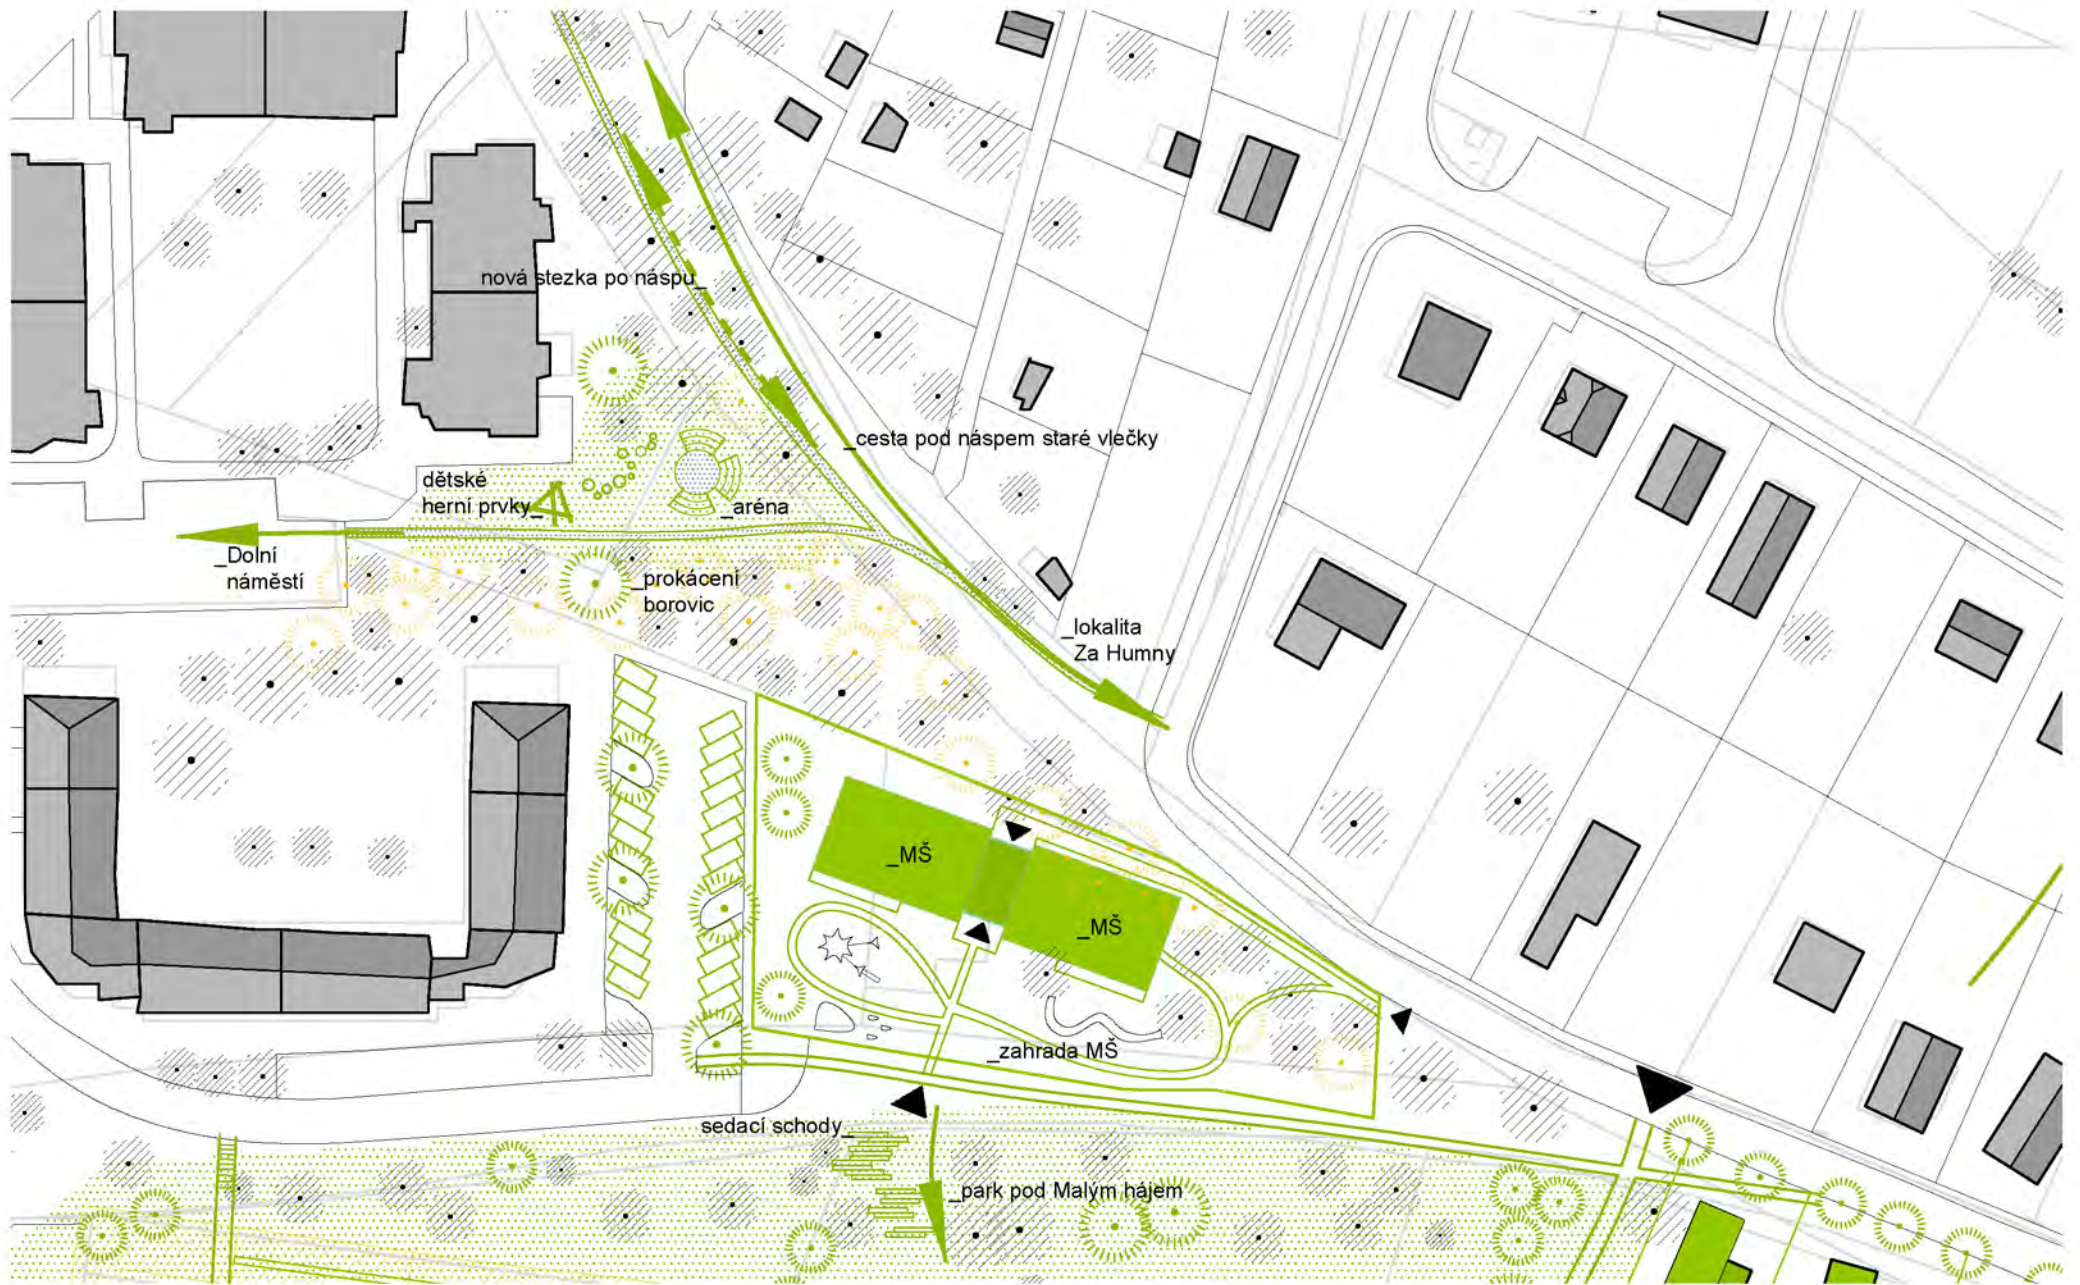 nová stezka po náspu_
_cesta pod náspem staré vlečky
dětské
herní prvky_
_aréna
_Dolní
náměstí
_prokácení
borovic
_lokalita
Za Humny
_MŠ
_MŠ
_zahrada MŠ
sedací schody_
_park pod Malým hájem